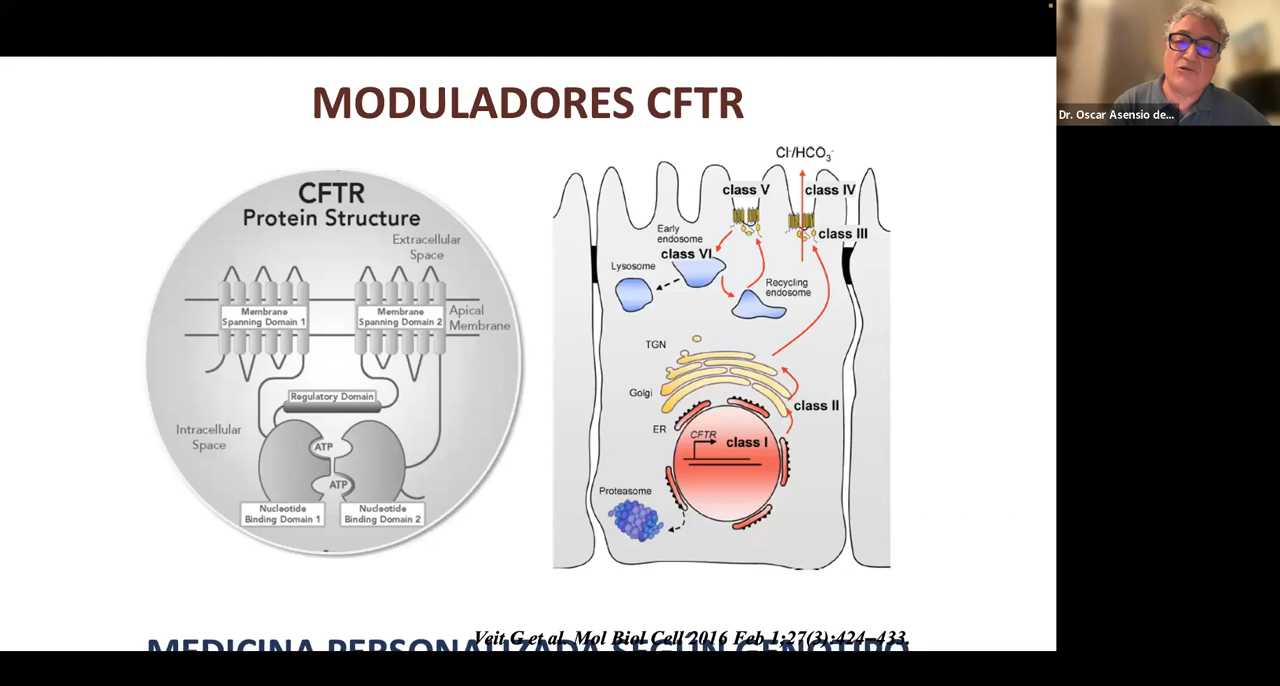 MODULADORES CFTR
CFTR
Protein Structure
Extracellular
Space
Membrane
Spanning Domain 1
Membrane
Spanning Domain 2
Apical
Membrane
Regulatory Domain
Intracellular
Space
ATP
ATP
Nucleotide
Binding Domain 1
Nucleotide
Binding Domain 2
Cl⁻/HCO₃⁻
class V
class IV
class III
Early
endosome
class VI
Lysosome
Recycling
endosome
TGN
Golgi
class II
ER
CFTR
class I
Proteasome
Veit G et al. Mol Biol Cell 2016 Feb 1;27(3):424–433.
MEDICINA PERSONALIZADA SEGÚN GENOTIPO
Dr. Oscar Asensio de...